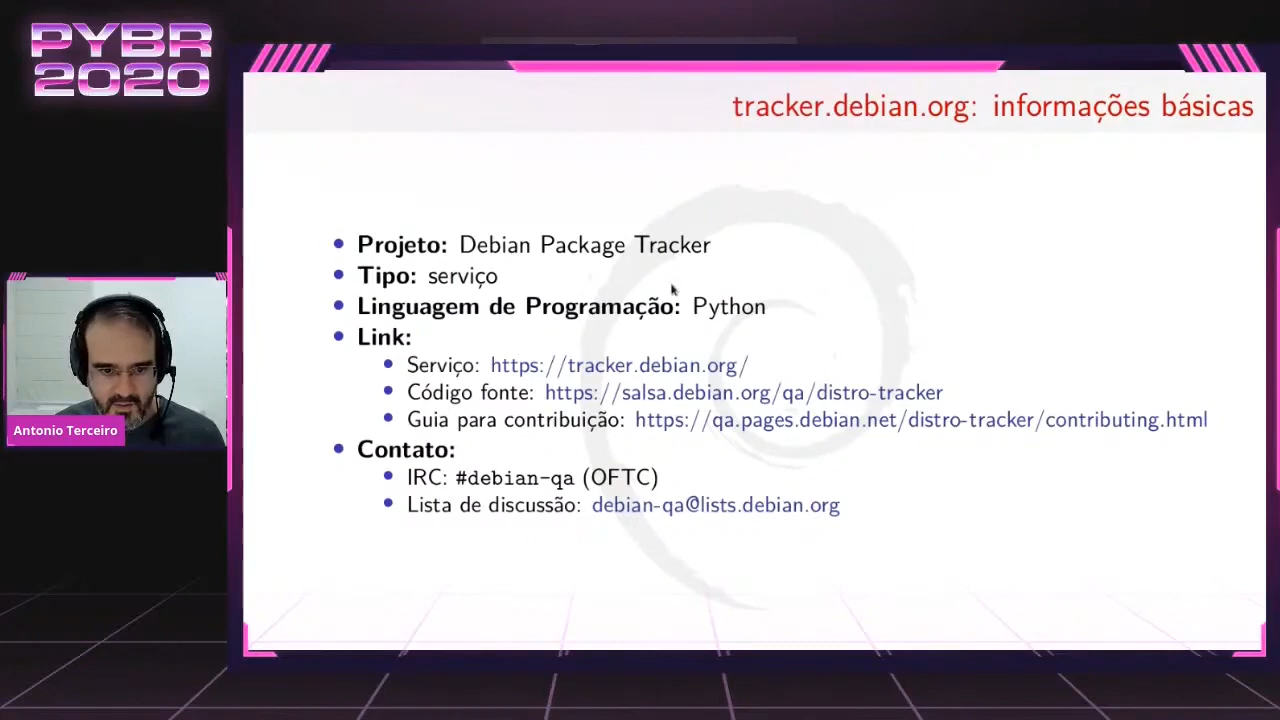 PYBR
2020
tracker.debian.org: informações básicas
• Projeto: Debian Package Tracker
• Tipo: serviço
• Linguagem de Programação: Python
• Link:
• Serviço: https://tracker.debian.org/
• Código fonte: https://salsa.debian.org/qa/distro-tracker
• Guia para contribuição: https://qa.pages.debian.net/distro-tracker/contributing.html
• Contato:
• IRC: #debian-qa (OFTC)
• Lista de discussão: debian-qa@lists.debian.org
Antonio Terceiro